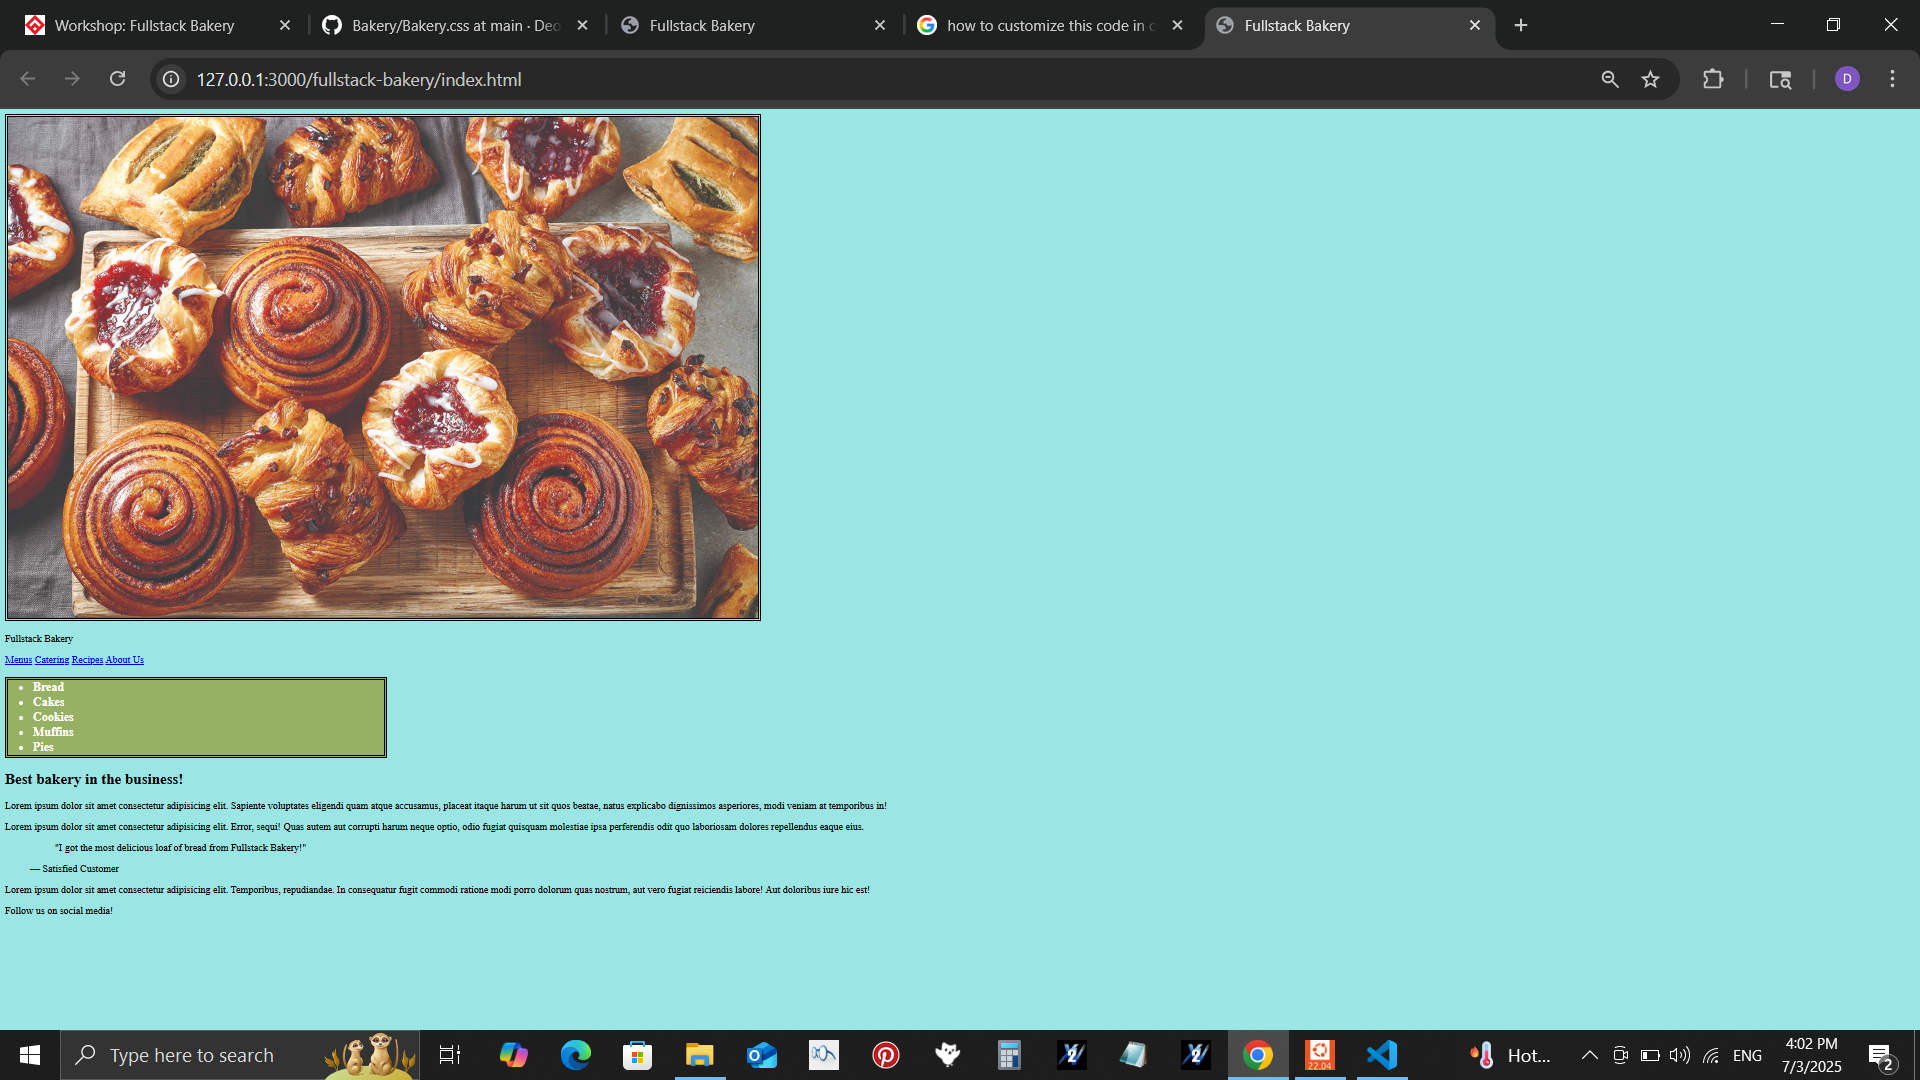 Workshop: Fullstack Bakery
Bakery/Bakery.css at main · Deo
Fullstack Bakery
how to customize this code in c
Fullstack Bakery
127.0.0.1:3000/fullstack-bakery/index.html
D
Fullstack Bakery
Menus Catering Recipes About Us
Bread
Cakes
Cookies
Muffins
Pies
Best bakery in the business!
Lorem ipsum dolor sit amet consectetur adipisicing elit. Sapiente voluptates eligendi quam atque accusamus, placeat itaque harum ut sit quos beatae, natus explicabo dignissimos asperiores, modi veniam at temporibus in!
Lorem ipsum dolor sit amet consectetur adipisicing elit. Error, sequi! Quas autem aut corrupti harum neque optio, odio fugiat quisquam molestiae ipsa perferendis odit quo laboriosam dolores repellendus eaque eius.
"I got the most delicious loaf of bread from Fullstack Bakery!"
— Satisfied Customer
Lorem ipsum dolor sit amet consectetur adipisicing elit. Temporibus, repudiandae. In consequatur fugit commodi ratione modi porro dolorum quas nostrum, aut vero fugiat reiciendis labore! Aut doloribus iure hic est!
Follow us on social media!
Type here to search
22.04
Hot...
ENG
4:02 PM
7/3/2025
2